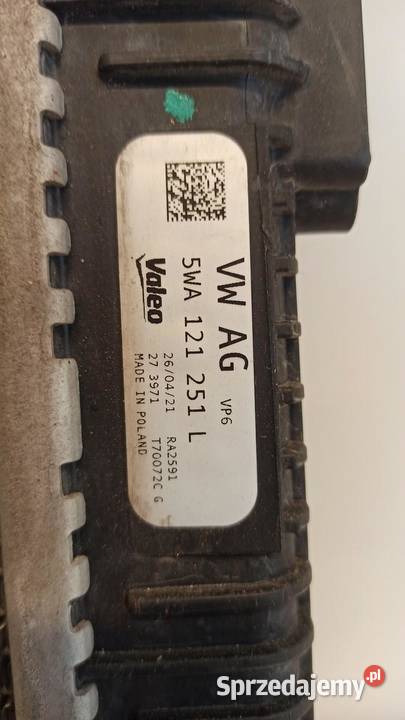 VW AG VP6
5WA 121 251 L
Valeo
26/04/21 RA2591
27 3971 T70072C G
MADE IN POLAND
Sprzedajemy.pl